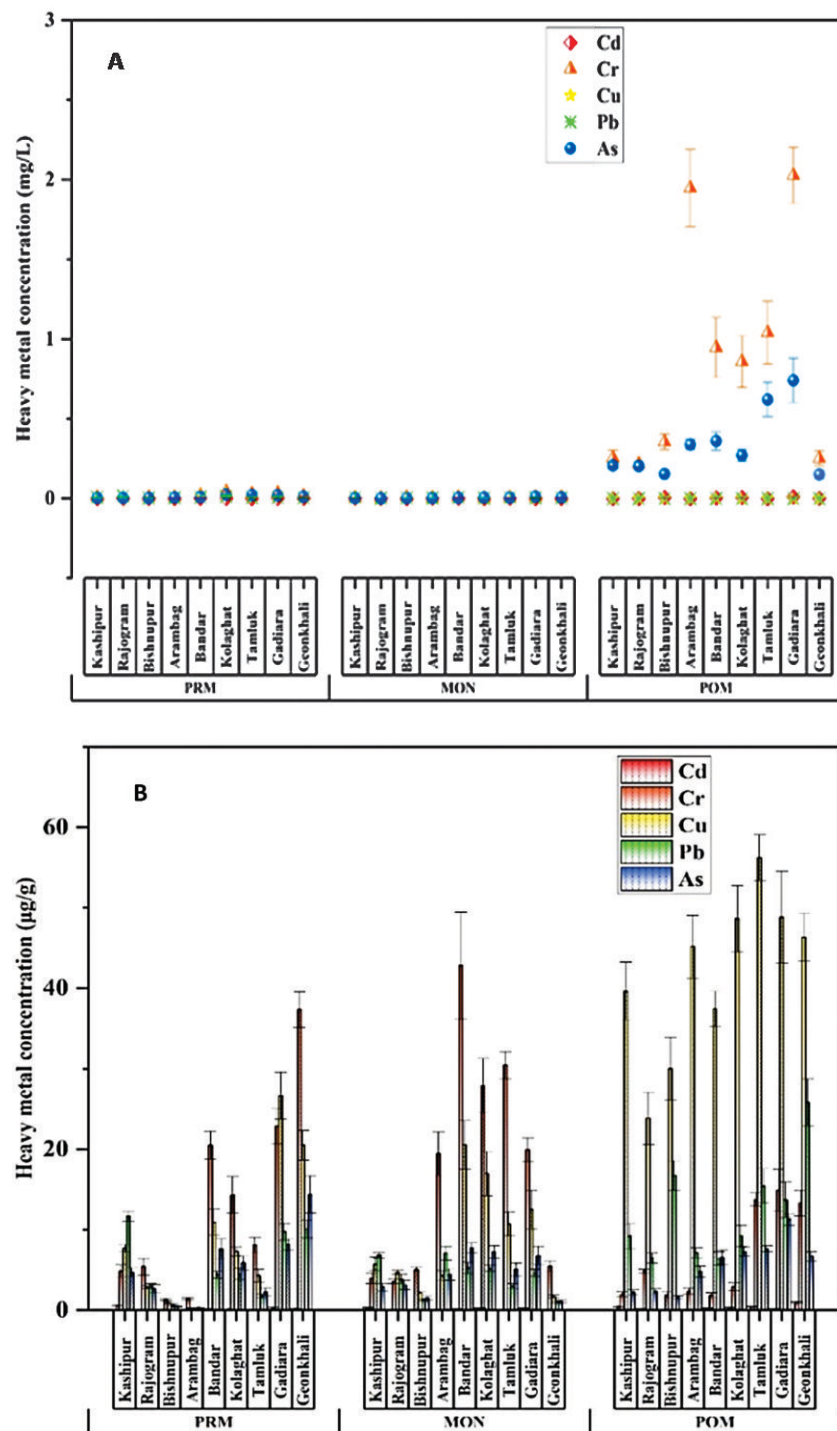 A
Heavy metal concentration (mg/L)
3
2
1
0
Cd
Cr
Cu
Pb
As
Kashipur
Rajogram
Bishnupur
Arambag
Bandar
Kolaghat
Tamluk
Gadiara
Geonkhali
Kashipur
Rajogram
Bishnupur
Arambag
Bandar
Kolaghat
Tamluk
Gadiara
Geonkhali
Kashipur
Rajogram
Bishnupur
Arambag
Bandar
Kolaghat
Tamluk
Gadiara
Geonkhali
PRM MON POM
B
Heavy metal concentration (µg/g)
60
40
20
0
Cd
Cr
Cu
Pb
As
Kashipur
Rajogram
Bishnupur
Arambag
Bandar
Kolaghat
Tamluk
Gadiara
Geonkhali
Kashipur
Rajogram
Bishnupur
Arambag
Bandar
Kolaghat
Tamluk
Gadiara
Geonkhali
Kashipur
Rajogram
Bishnupur
Arambag
Bandar
Kolaghat
Tamluk
Gadiara
Geonkhali
PRM MON POM